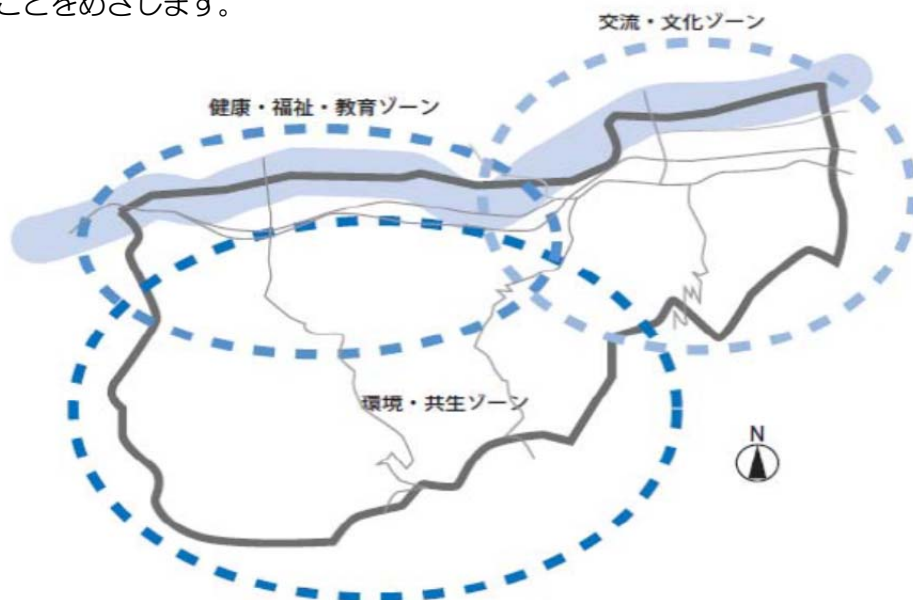 ことをめざします。
交流・文化ゾーン
健康・福祉・教育ゾーン
環境・共生ゾーン
N